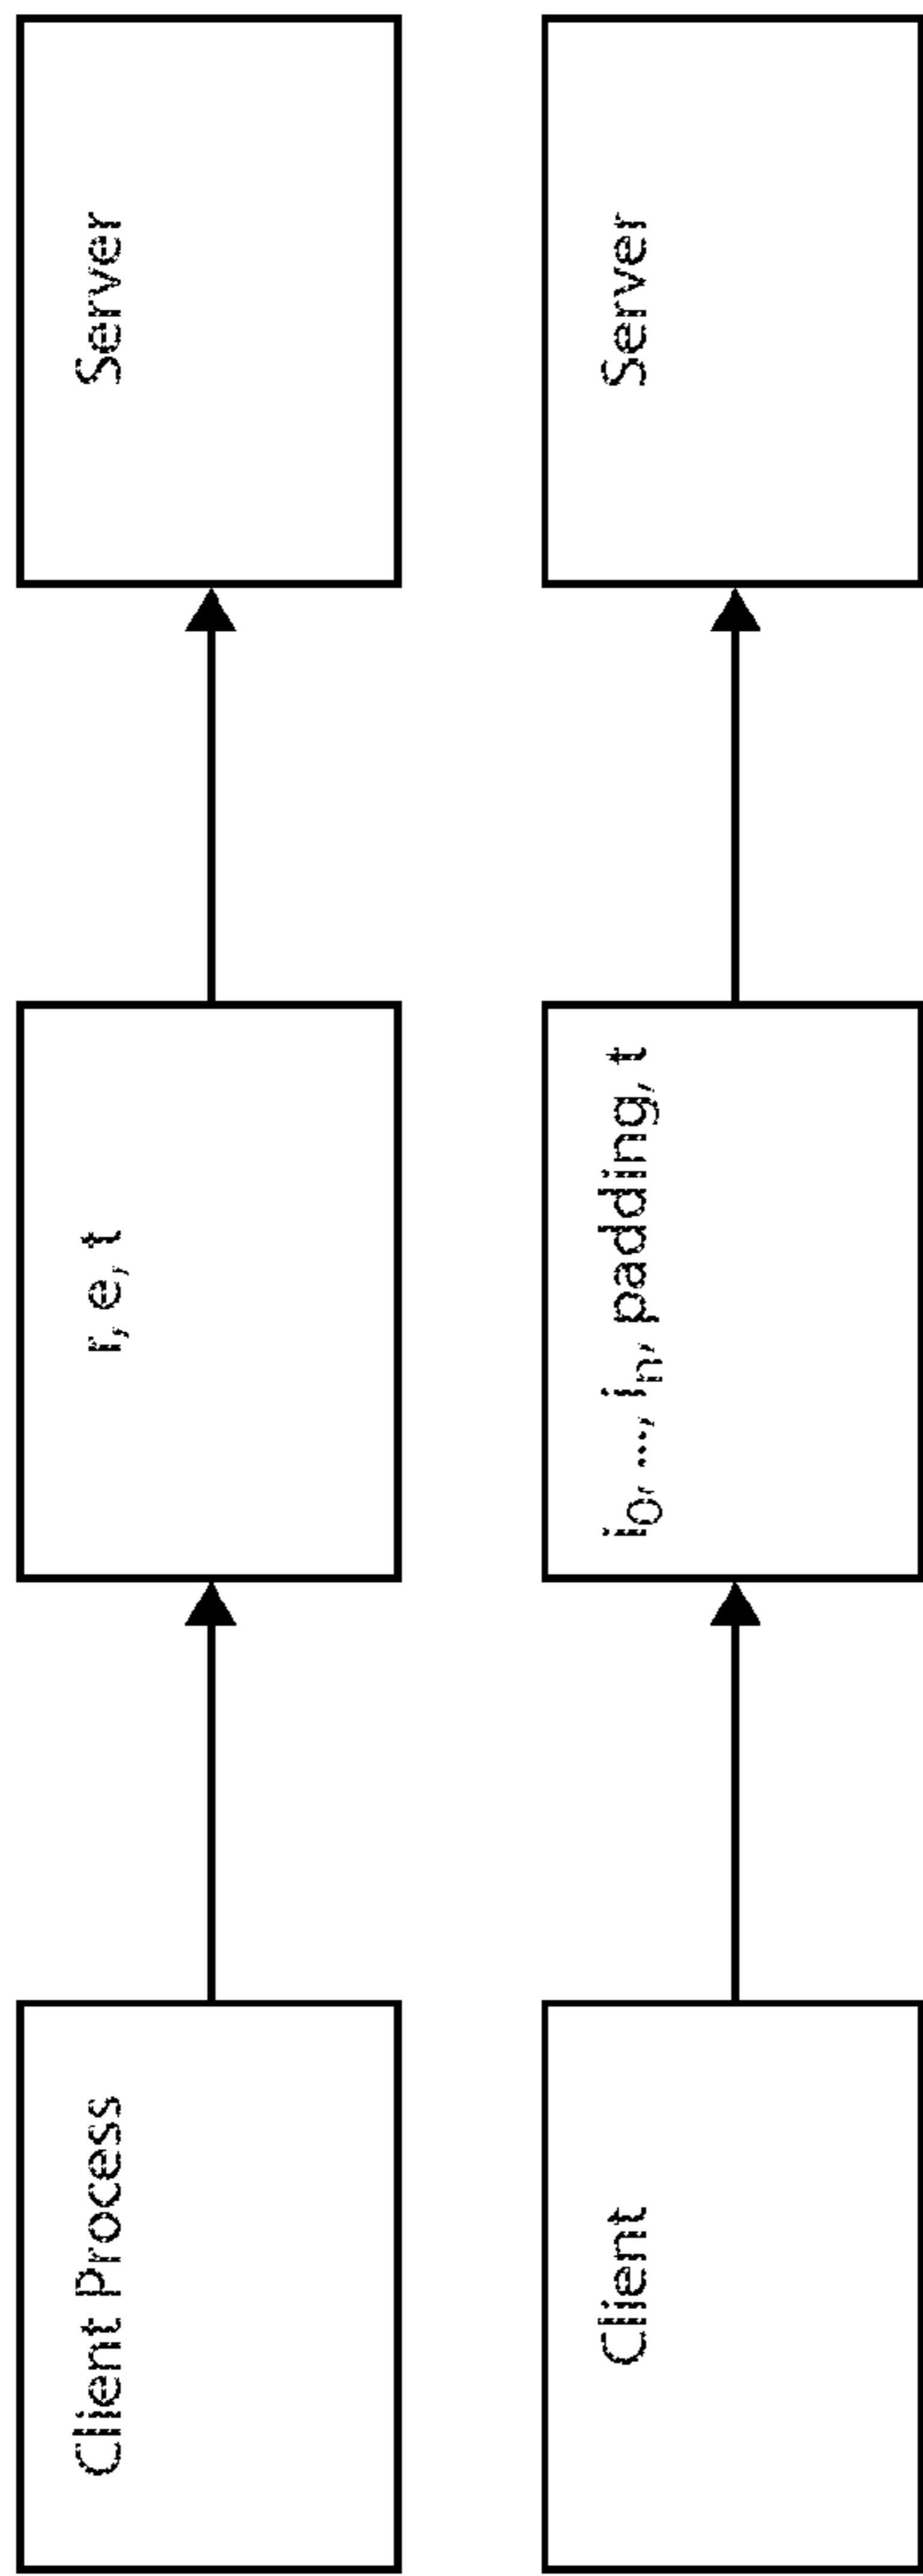 Client Process
r, e, t
Server
Client
i₀, ..., iₙ, padding, t
Server